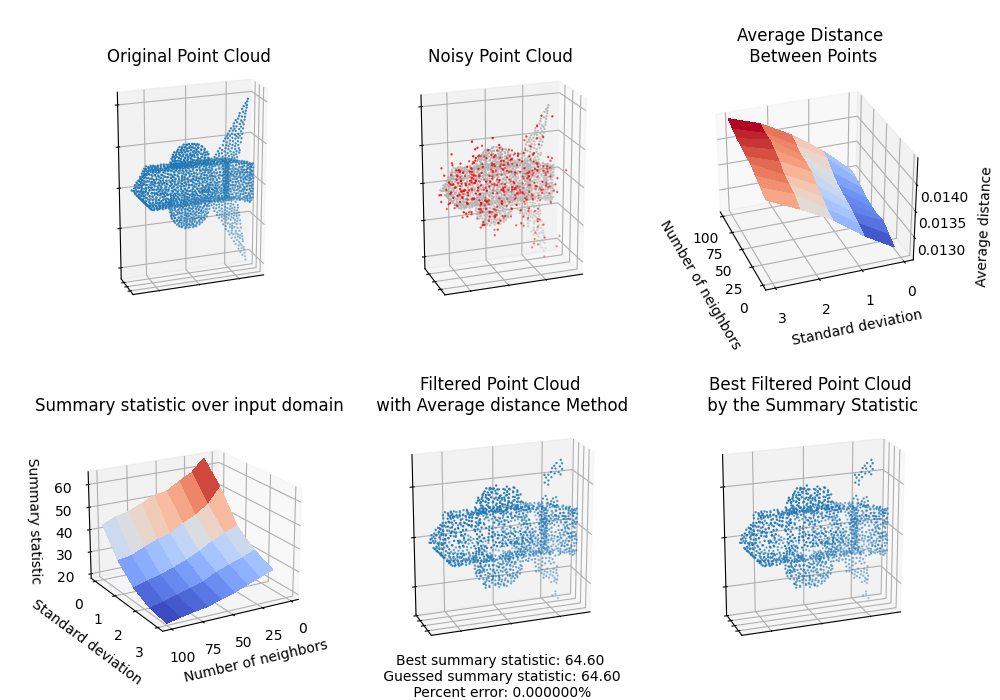 Original Point Cloud
Noisy Point Cloud
Average Distance
Between Points
100
75
50
25
0
Number of neighbors
3
2
1
0
Standard deviation
0.0140
0.0135
0.0130
Average distance
Summary statistic over input domain
60
50
40
30
20
Summary statistic
0
1
2
3
Standard deviation
100
75
50
25
0
Number of neighbors
Filtered Point Cloud
with Average distance Method
Best summary statistic: 64.60
Guessed summary statistic: 64.60
Percent error: 0.000000%
Best Filtered Point Cloud
by the Summary Statistic